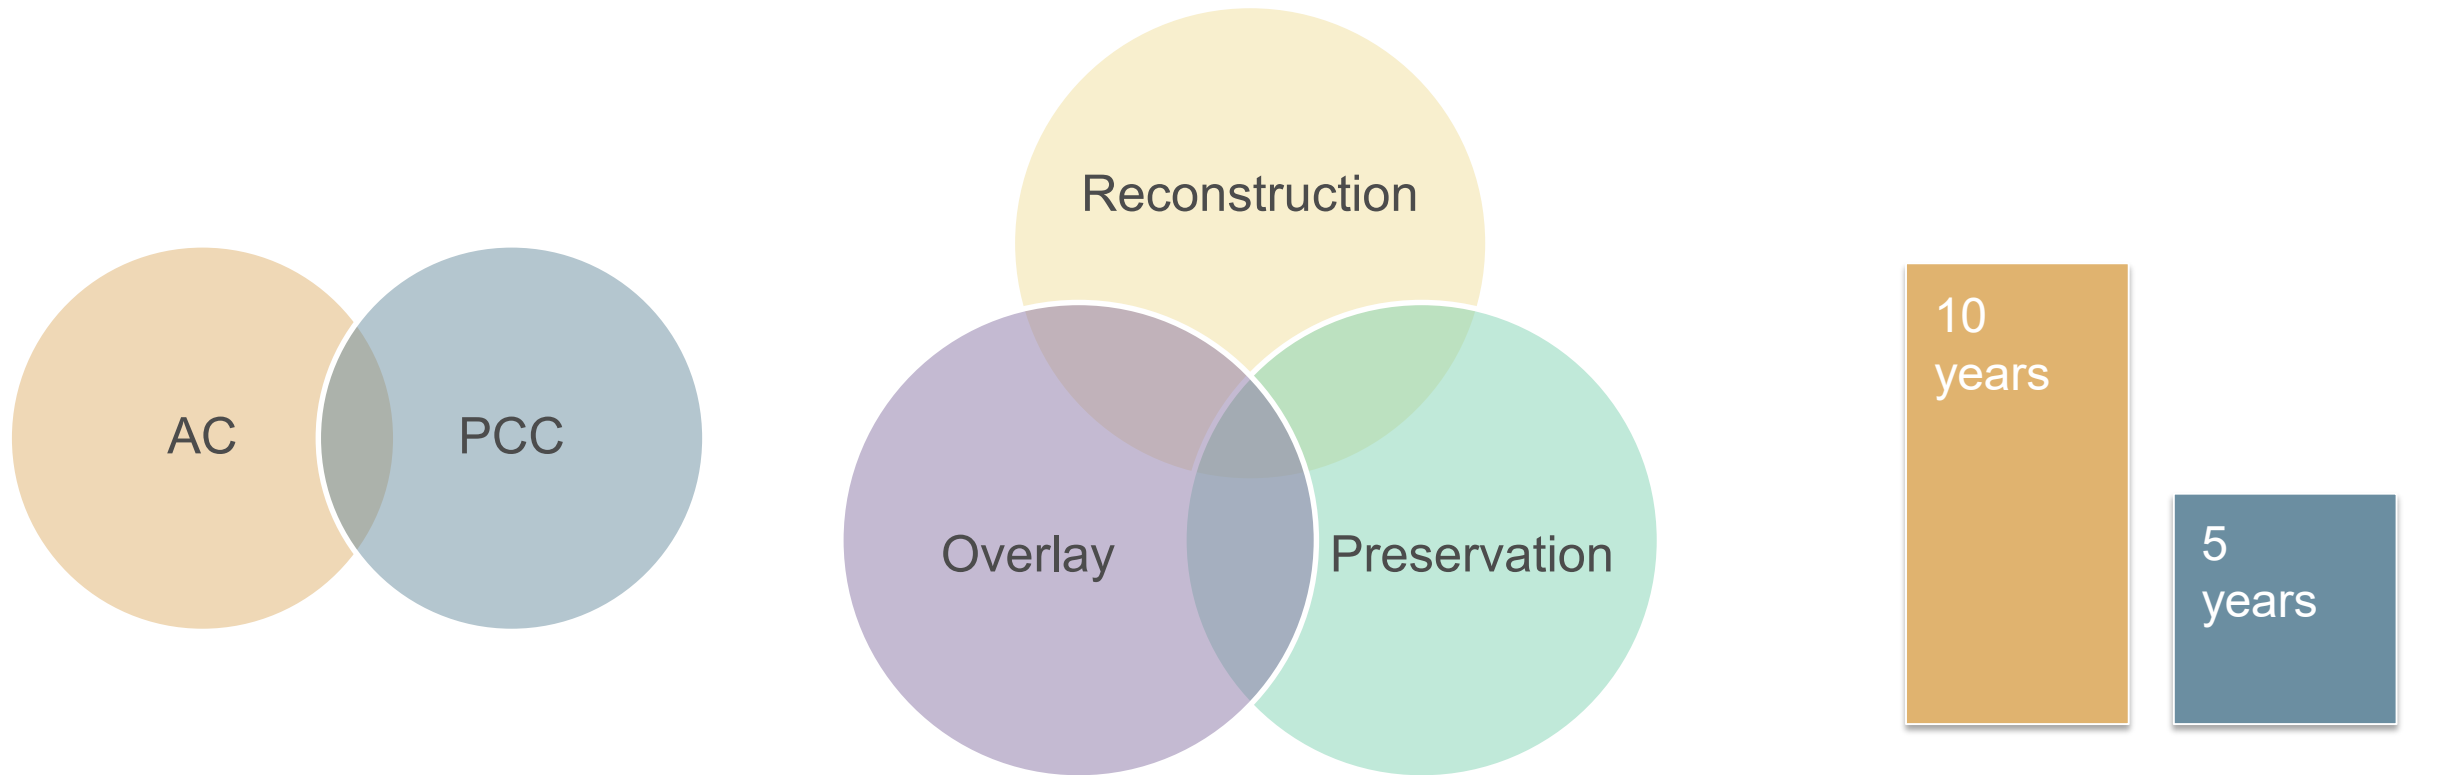 AC
PCC
Reconstruction
Overlay
Preservation
10
years
5
years